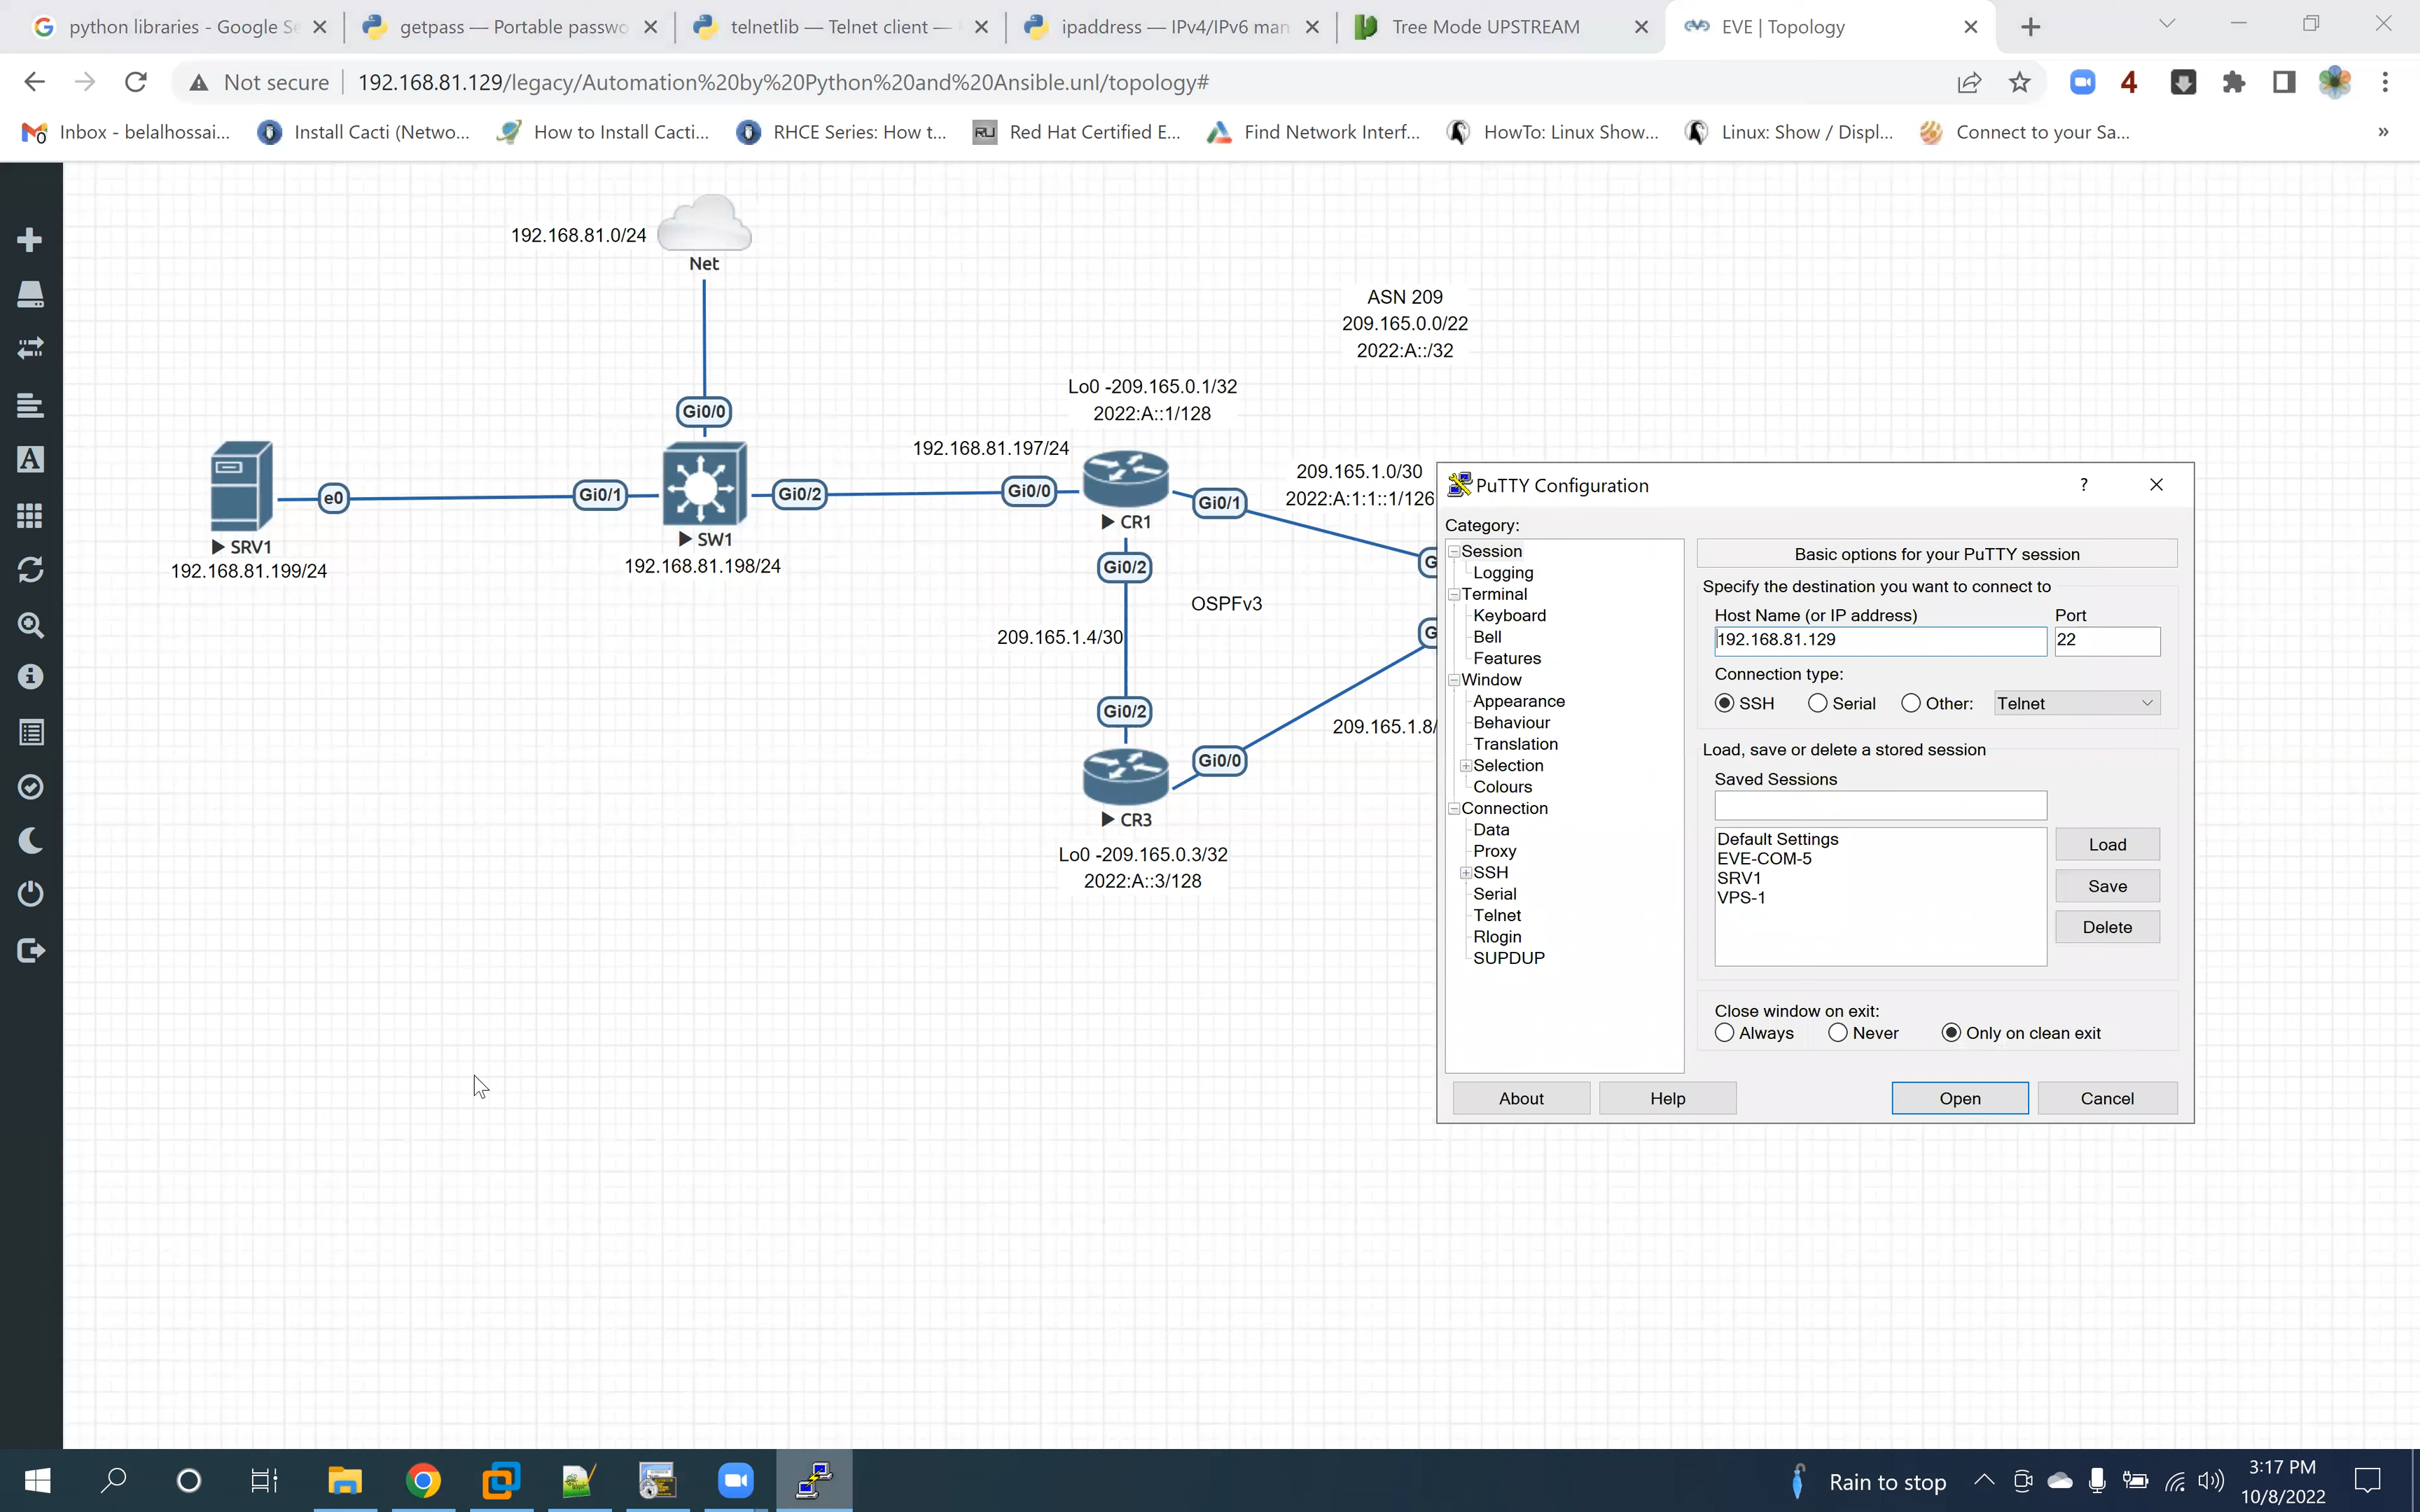 python libraries - Google Se
getpass — Portable passwo
telnetlib — Telnet client —
ipaddress — IPv4/IPv6 man
Tree Mode UPSTREAM
EVE | Topology
Not secure
192.168.81.129/legacy/Automation%20by%20Python%20and%20Ansible.unl/topology#
4
Inbox - belalhossai...
Install Cacti (Netwo...
How to Install Cacti...
RHCE Series: How t...
RU
Red Hat Certified E...
Find Network Interf...
HowTo: Linux Show...
Linux: Show / Displ...
Connect to your Sa...
»
192.168.81.0/24
Net
ASN 209
209.165.0.0/22
2022:A::/32
Lo0 -209.165.0.1/32
2022:A::1/128
Gi0/0
192.168.81.197/24
209.165.1.0/30
2022:A:1:1::1/126
e0
Gi0/1
Gi0/2
Gi0/0
Gi0/1
SRV1
192.168.81.199/24
SW1
192.168.81.198/24
CR1
Gi0/2
G
OSPFv3
209.165.1.4/30
G
Gi0/2
209.165.1.8/
Gi0/0
CR3
Lo0 -209.165.0.3/32
2022:A::3/128
PuTTY Configuration
?
Category:
Session
Logging
Terminal
Keyboard
Bell
Features
Window
Appearance
Behaviour
Translation
Selection
Colours
Connection
Data
Proxy
SSH
Serial
Telnet
Rlogin
SUPDUP
Basic options for your PuTTY session
Specify the destination you want to connect to
Host Name (or IP address)
Port
192.168.81.129
22
Connection type:
SSH
Serial
Other:
Telnet
Load, save or delete a stored session
Saved Sessions
Default Settings
EVE-COM-5
SRV1
VPS-1
Load
Save
Delete
Close window on exit:
Always
Never
Only on clean exit
About
Help
Open
Cancel
Rain to stop
3:17 PM
10/8/2022